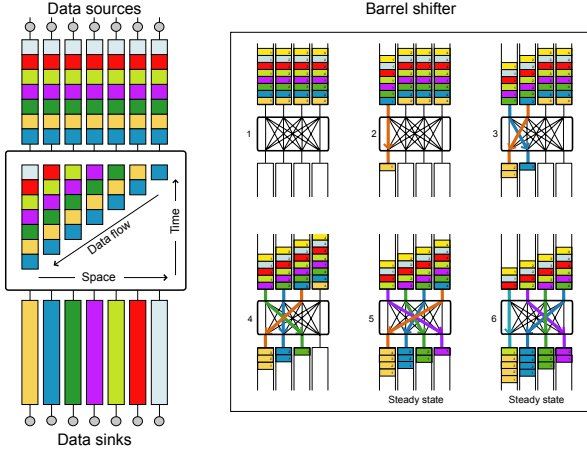 Data sources
Barrel shifter
1
2
3
Data flow
Time
Space
4
5
6
Steady state
Steady state
Data sinks